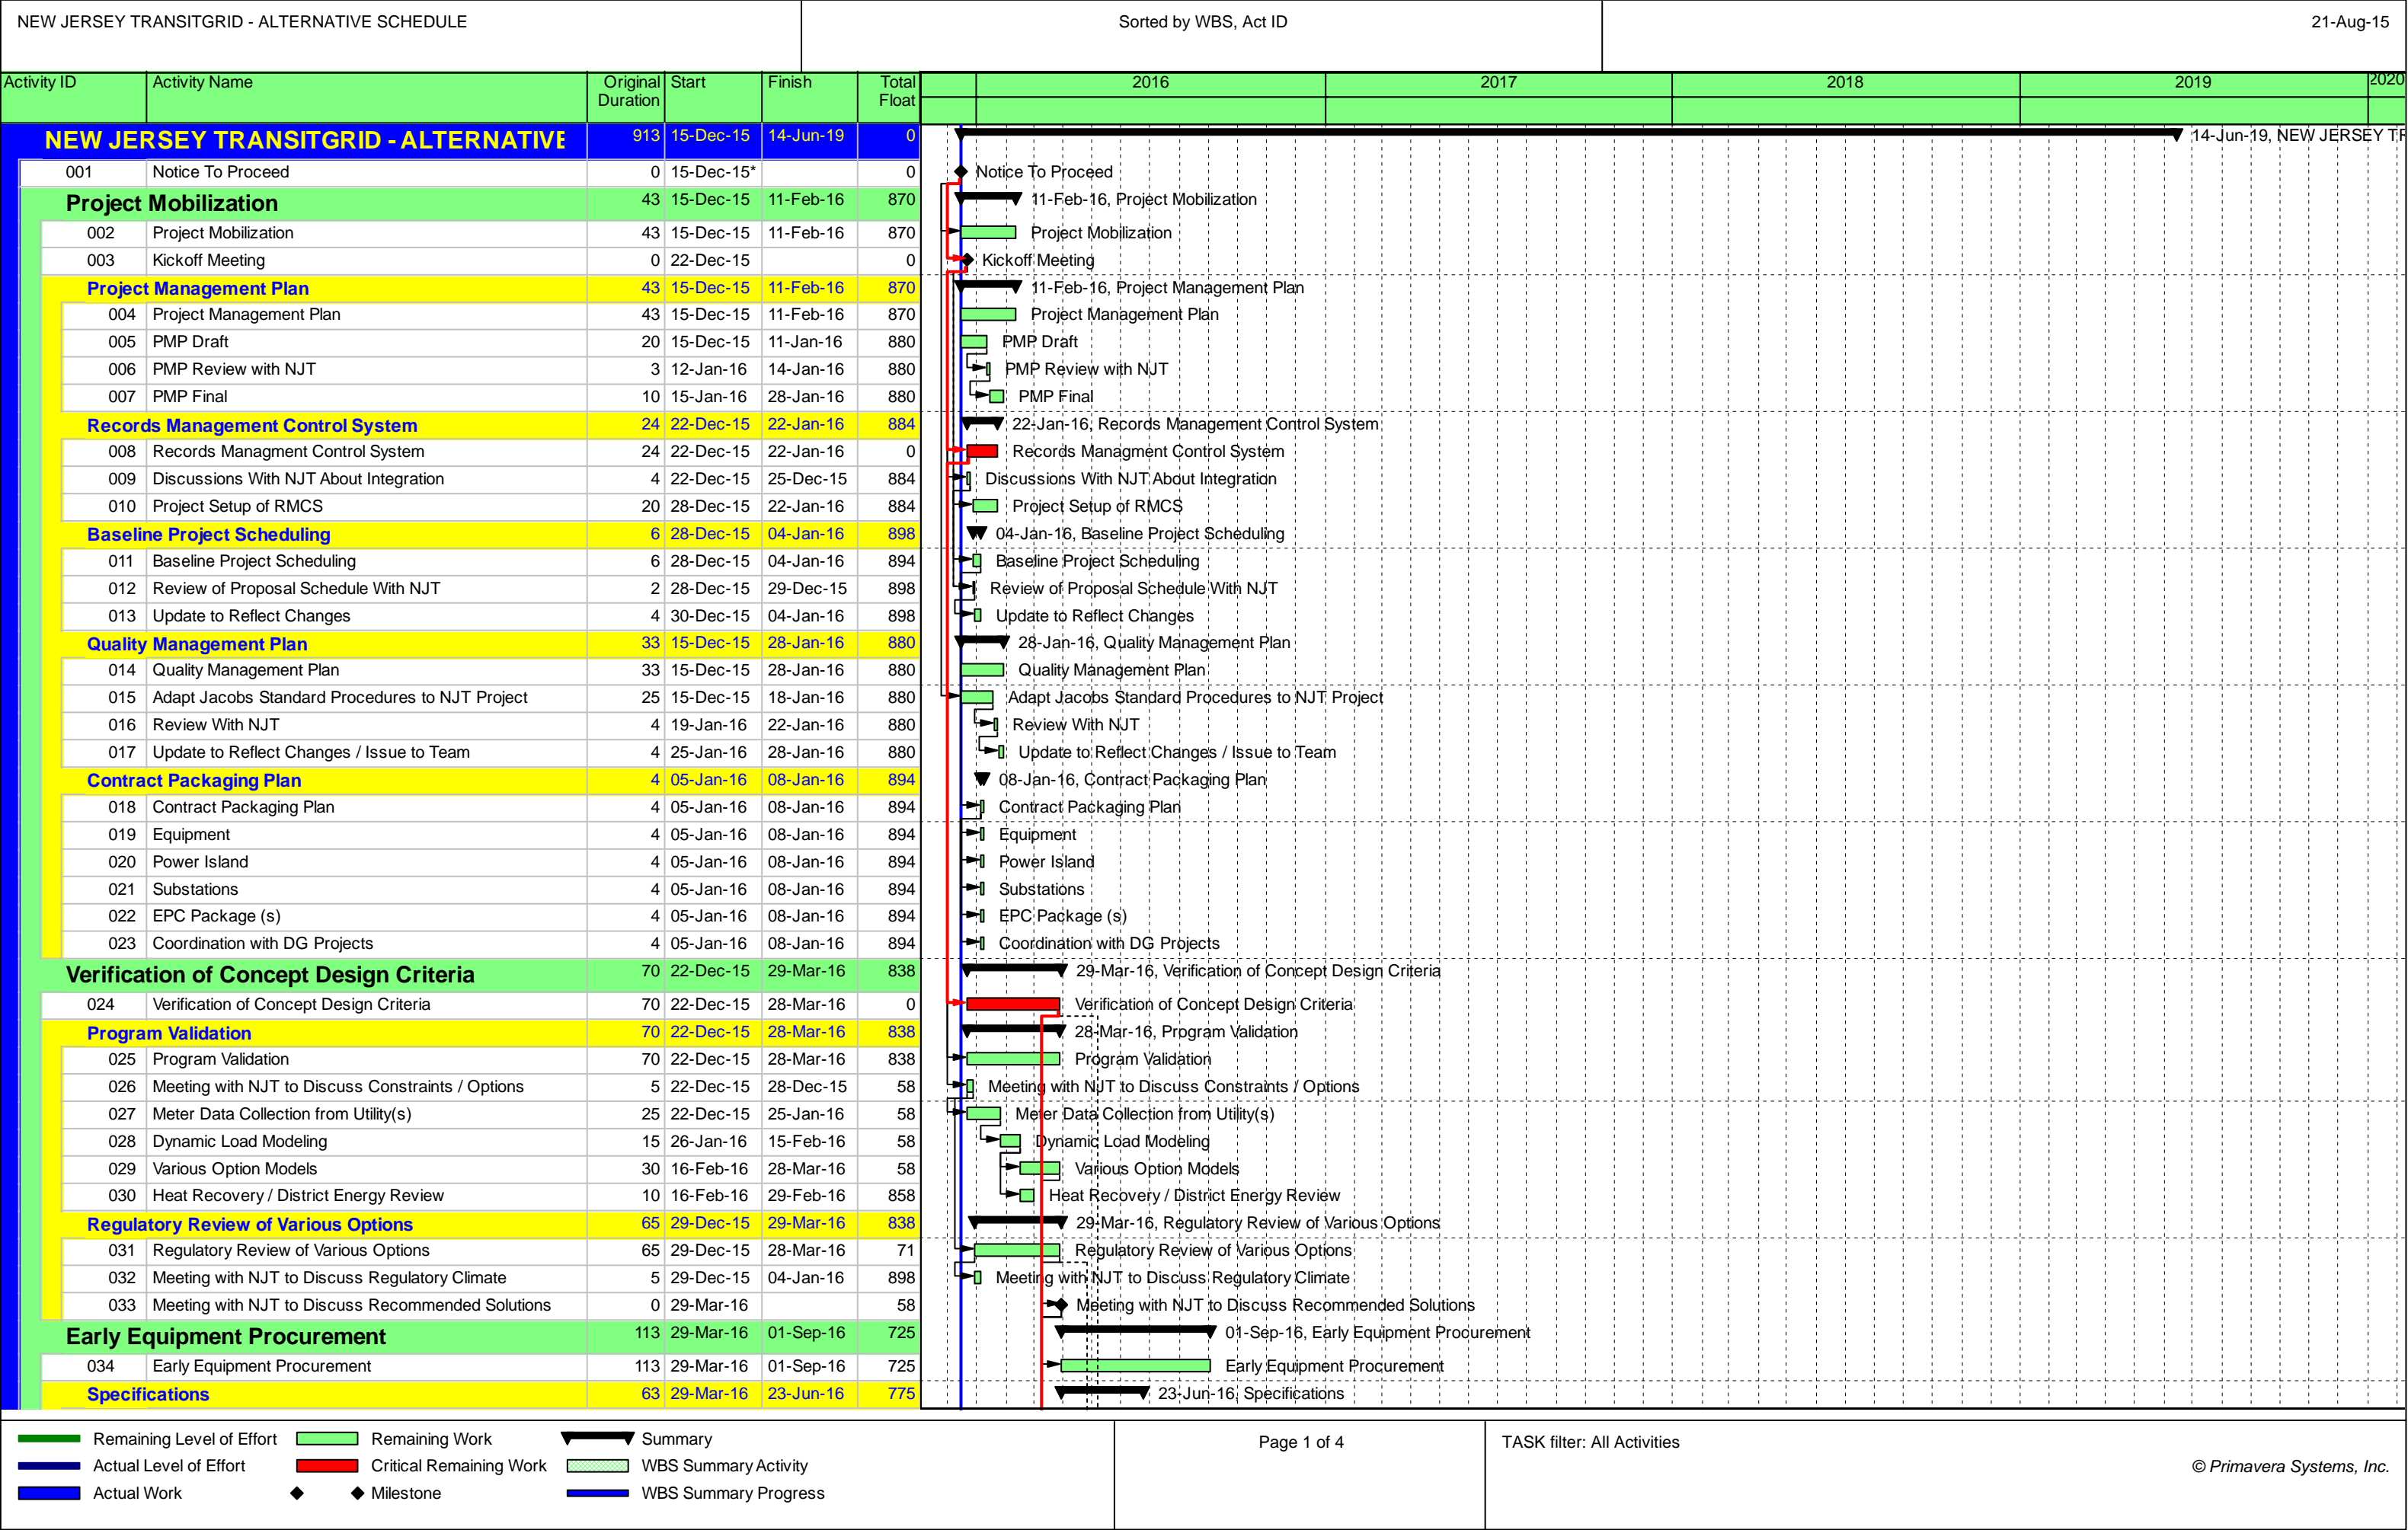 NEW JERSEY TRANSITGRID - ALTERNATIVE SCHEDULE Sorted by WBS, Act ID 21-Aug-15
Activity ID Activity Name Original Duration Start Finish Total Float 2016 2017 2018 2019 2020
NEW JERSEY TRANSITGRID - ALTERNATIVE 913 15-Dec-15 14-Jun-19 0 14-Jun-19, NEW JERSEY TR
001 Notice To Proceed 0 15-Dec-15* 0 Notice To Proceed
Project Mobilization 43 15-Dec-15 11-Feb-16 870 11-Feb-16, Project Mobilization
002 Project Mobilization 43 15-Dec-15 11-Feb-16 870 Project Mobilization
003 Kickoff Meeting 0 22-Dec-15 0 Kickoff Meeting
Project Management Plan 43 15-Dec-15 11-Feb-16 870 11-Feb-16, Project Management Plan
004 Project Management Plan 43 15-Dec-15 11-Feb-16 870 Project Management Plan
005 PMP Draft 20 15-Dec-15 11-Jan-16 880 PMP Draft
006 PMP Review with NJT 3 12-Jan-16 14-Jan-16 880 PMP Review with NJT
007 PMP Final 10 15-Jan-16 28-Jan-16 880 PMP Final
Records Management Control System 24 22-Dec-15 22-Jan-16 884 22-Jan-16, Records Management Control System
008 Records Managment Control System 24 22-Dec-15 22-Jan-16 0 Records Managment Control System
009 Discussions With NJT About Integration 4 22-Dec-15 25-Dec-15 884 Discussions With NJT About Integration
010 Project Setup of RMCS 20 28-Dec-15 22-Jan-16 884 Project Setup of RMCS
Baseline Project Scheduling 6 28-Dec-15 04-Jan-16 898 04-Jan-16, Baseline Project Scheduling
011 Baseline Project Scheduling 6 28-Dec-15 04-Jan-16 894 Baseline Project Scheduling
012 Review of Proposal Schedule With NJT 2 28-Dec-15 29-Dec-15 898 Review of Proposal Schedule With NJT
013 Update to Reflect Changes 4 30-Dec-15 04-Jan-16 898 Update to Reflect Changes
Quality Management Plan 33 15-Dec-15 28-Jan-16 880 28-Jan-16, Quality Management Plan
014 Quality Management Plan 33 15-Dec-15 28-Jan-16 880 Quality Management Plan
015 Adapt Jacobs Standard Procedures to NJT Project 25 15-Dec-15 18-Jan-16 880 Adapt Jacobs Standard Procedures to NJT Project
016 Review With NJT 4 19-Jan-16 22-Jan-16 880 Review With NJT
017 Update to Reflect Changes / Issue to Team 4 25-Jan-16 28-Jan-16 880 Update to Reflect Changes / Issue to Team
Contract Packaging Plan 4 05-Jan-16 08-Jan-16 894 08-Jan-16, Contract Packaging Plan
018 Contract Packaging Plan 4 05-Jan-16 08-Jan-16 894 Contract Packaging Plan
019 Equipment 4 05-Jan-16 08-Jan-16 894 Equipment
020 Power Island 4 05-Jan-16 08-Jan-16 894 Power Island
021 Substations 4 05-Jan-16 08-Jan-16 894 Substations
022 EPC Package (s) 4 05-Jan-16 08-Jan-16 894 EPC Package (s)
023 Coordination with DG Projects 4 05-Jan-16 08-Jan-16 894 Coordination with DG Projects
Verification of Concept Design Criteria 70 22-Dec-15 29-Mar-16 838 29-Mar-16, Verification of Concept Design Criteria
024 Verification of Concept Design Criteria 70 22-Dec-15 28-Mar-16 0 Verification of Concept Design Criteria
Program Validation 70 22-Dec-15 28-Mar-16 838 28-Mar-16, Program Validation
025 Program Validation 70 22-Dec-15 28-Mar-16 838 Program Validation
026 Meeting with NJT to Discuss Constraints / Options 5 22-Dec-15 28-Dec-15 58 Meeting with NJT to Discuss Constraints / Options
027 Meter Data Collection from Utility(s) 25 22-Dec-15 25-Jan-16 58 Meter Data Collection from Utility(s)
028 Dynamic Load Modeling 15 26-Jan-16 15-Feb-16 58 Dynamic Load Modeling
029 Various Option Models 30 16-Feb-16 28-Mar-16 58 Various Option Models
030 Heat Recovery / District Energy Review 10 16-Feb-16 29-Feb-16 858 Heat Recovery / District Energy Review
Regulatory Review of Various Options 65 29-Dec-15 29-Mar-16 838 29-Mar-16, Regulatory Review of Various Options
031 Regulatory Review of Various Options 65 29-Dec-15 28-Mar-16 71 Regulatory Review of Various Options
032 Meeting with NJT to Discuss Regulatory Climate 5 29-Dec-15 04-Jan-16 898 Meeting with NJT to Discuss Regulatory Climate
033 Meeting with NJT to Discuss Recommended Solutions 0 29-Mar-16 58 Meeting with NJT to Discuss Recommended Solutions
Early Equipment Procurement 113 29-Mar-16 01-Sep-16 725 01-Sep-16, Early Equipment Procurement
034 Early Equipment Procurement 113 29-Mar-16 01-Sep-16 725 Early Equipment Procurement
Specifications 63 29-Mar-16 23-Jun-16 775 23-Jun-16, Specifications
Remaining Level of Effort Remaining Work Summary Page 1 of 4 TASK filter: All Activities
Actual Level of Effort Critical Remaining Work WBS Summary Activity © Primavera Systems, Inc.
Actual Work Milestone WBS Summary Progress